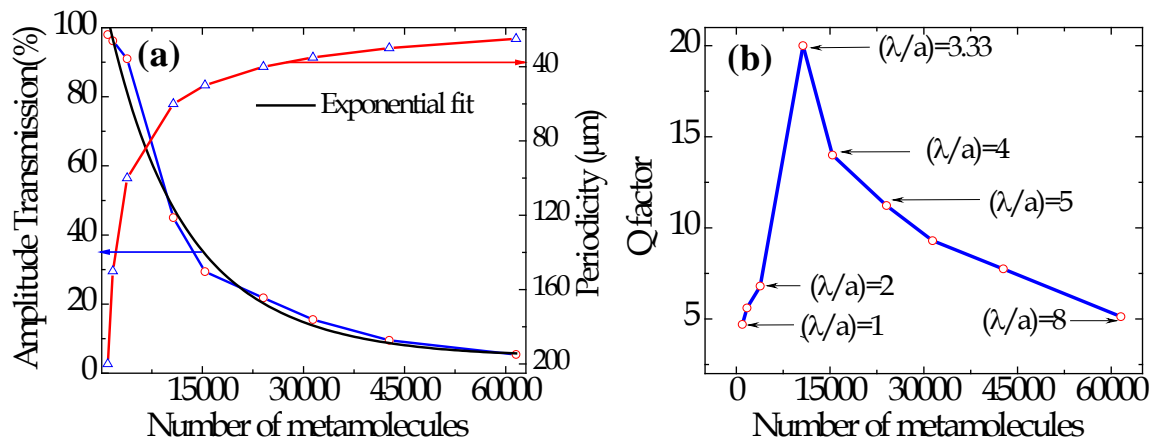 100
80
60
40
20
0
Amplitude Transmission(%)
(a)
Exponential fit
40
80
120
160
200
Periodicity (μm)
15000 30000 45000 60000
Number of metamolecules
20
15
10
5
Q factor
(b)
(λ/a)=3.33
(λ/a)=4
(λ/a)=5
(λ/a)=2
(λ/a)=1
(λ/a)=8
0 15000 30000 45000 60000
Number of metamolecules